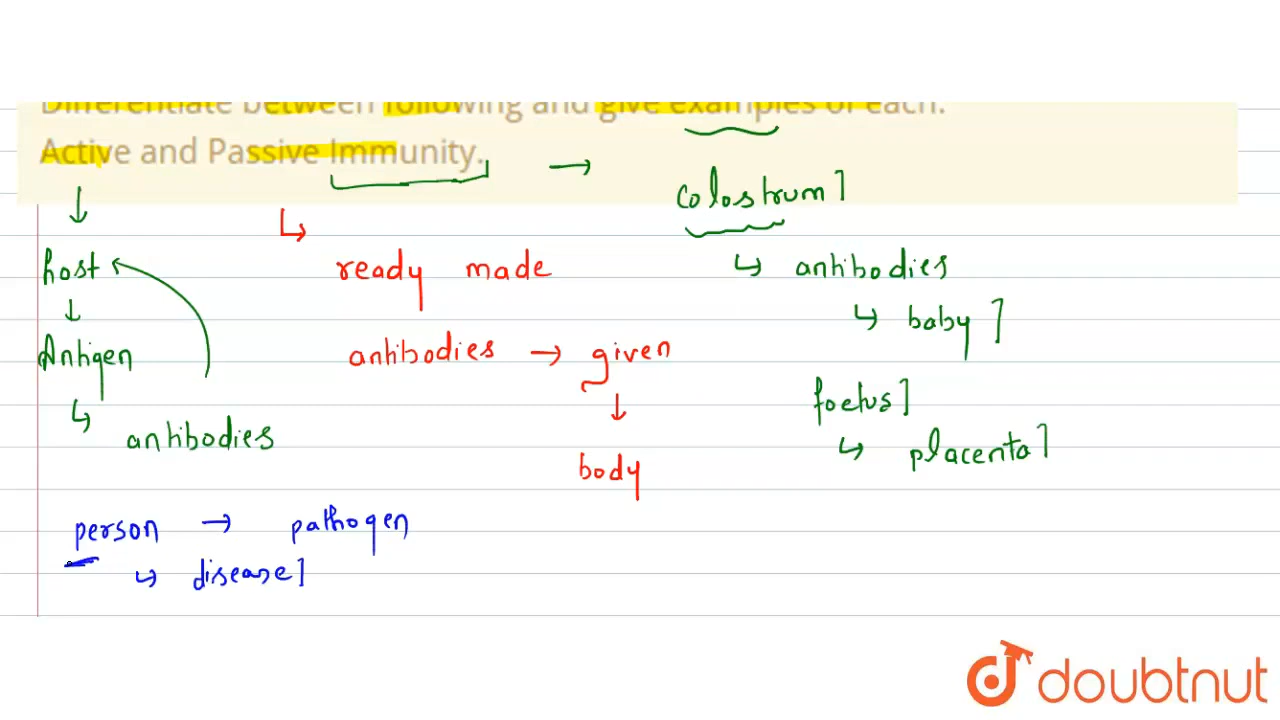 Differentiate between following and give examples of each.
Active and Passive Immunity.
↓
↳
→
colostrum]
host
↓
Antigen
↳ antibodies
ready made
antibodies → given
↓
body
↳ antibodies
↳ baby]
foetus]
↳ placenta]
person → pathogen
↳ disease]
doubtnut